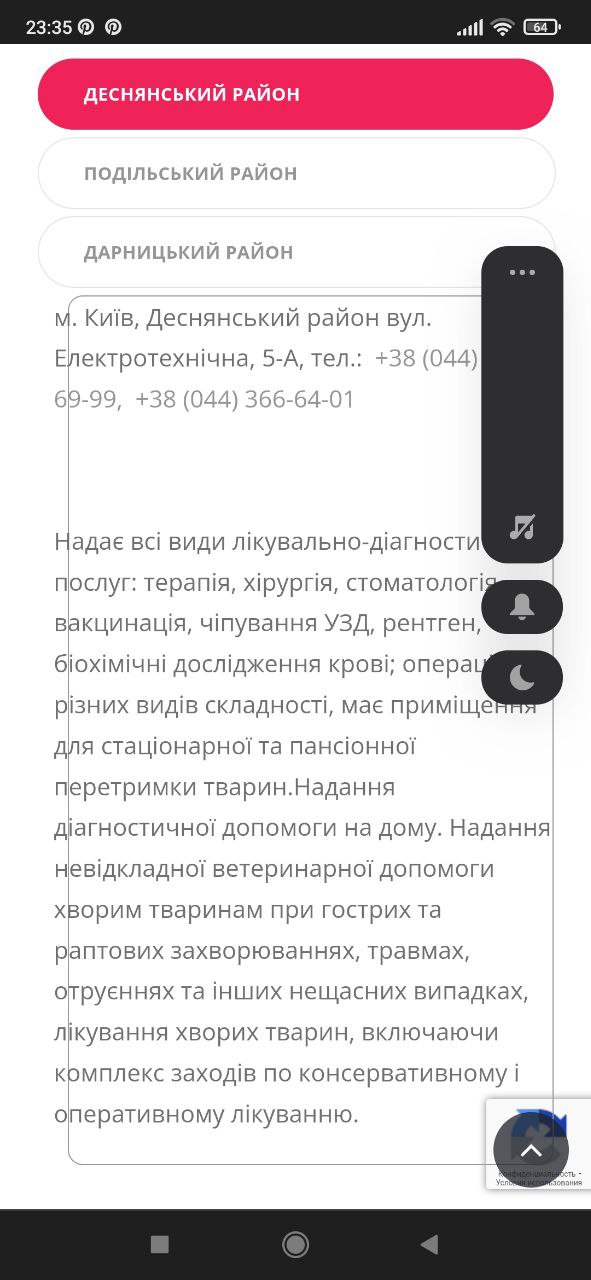 23:35
64
ДЕСНЯНСЬКИЙ РАЙОН
ПОДІЛЬСЬКИЙ РАЙОН
ДАРНИЦЬКИЙ РАЙОН
м. Київ, Деснянський район вул.
Електротехнічна, 5-А, тел.: +38 (044)
69-99, +38 (044) 366-64-01
Надає всі види лікувально-діагности
послуг: терапія, хірургія, стоматологія
вакцинація, чіпування УЗД, рентген,
біохімічні дослідження крові; операц
різних видів складності, має приміщення
для стаціонарної та пансіонної
перетримки тварин.Надання
діагностичної допомоги на дому. Надання
невідкладної ветеринарної допомоги
хворим тваринам при гострих та
раптових захворюваннях, травмах,
отруєннях та інших нещасних випадках,
лікування хворих тварин, включаючи
комплекс заходів по консервативному і
оперативному лікуванню.
Конфиденциальность -
Условия использования